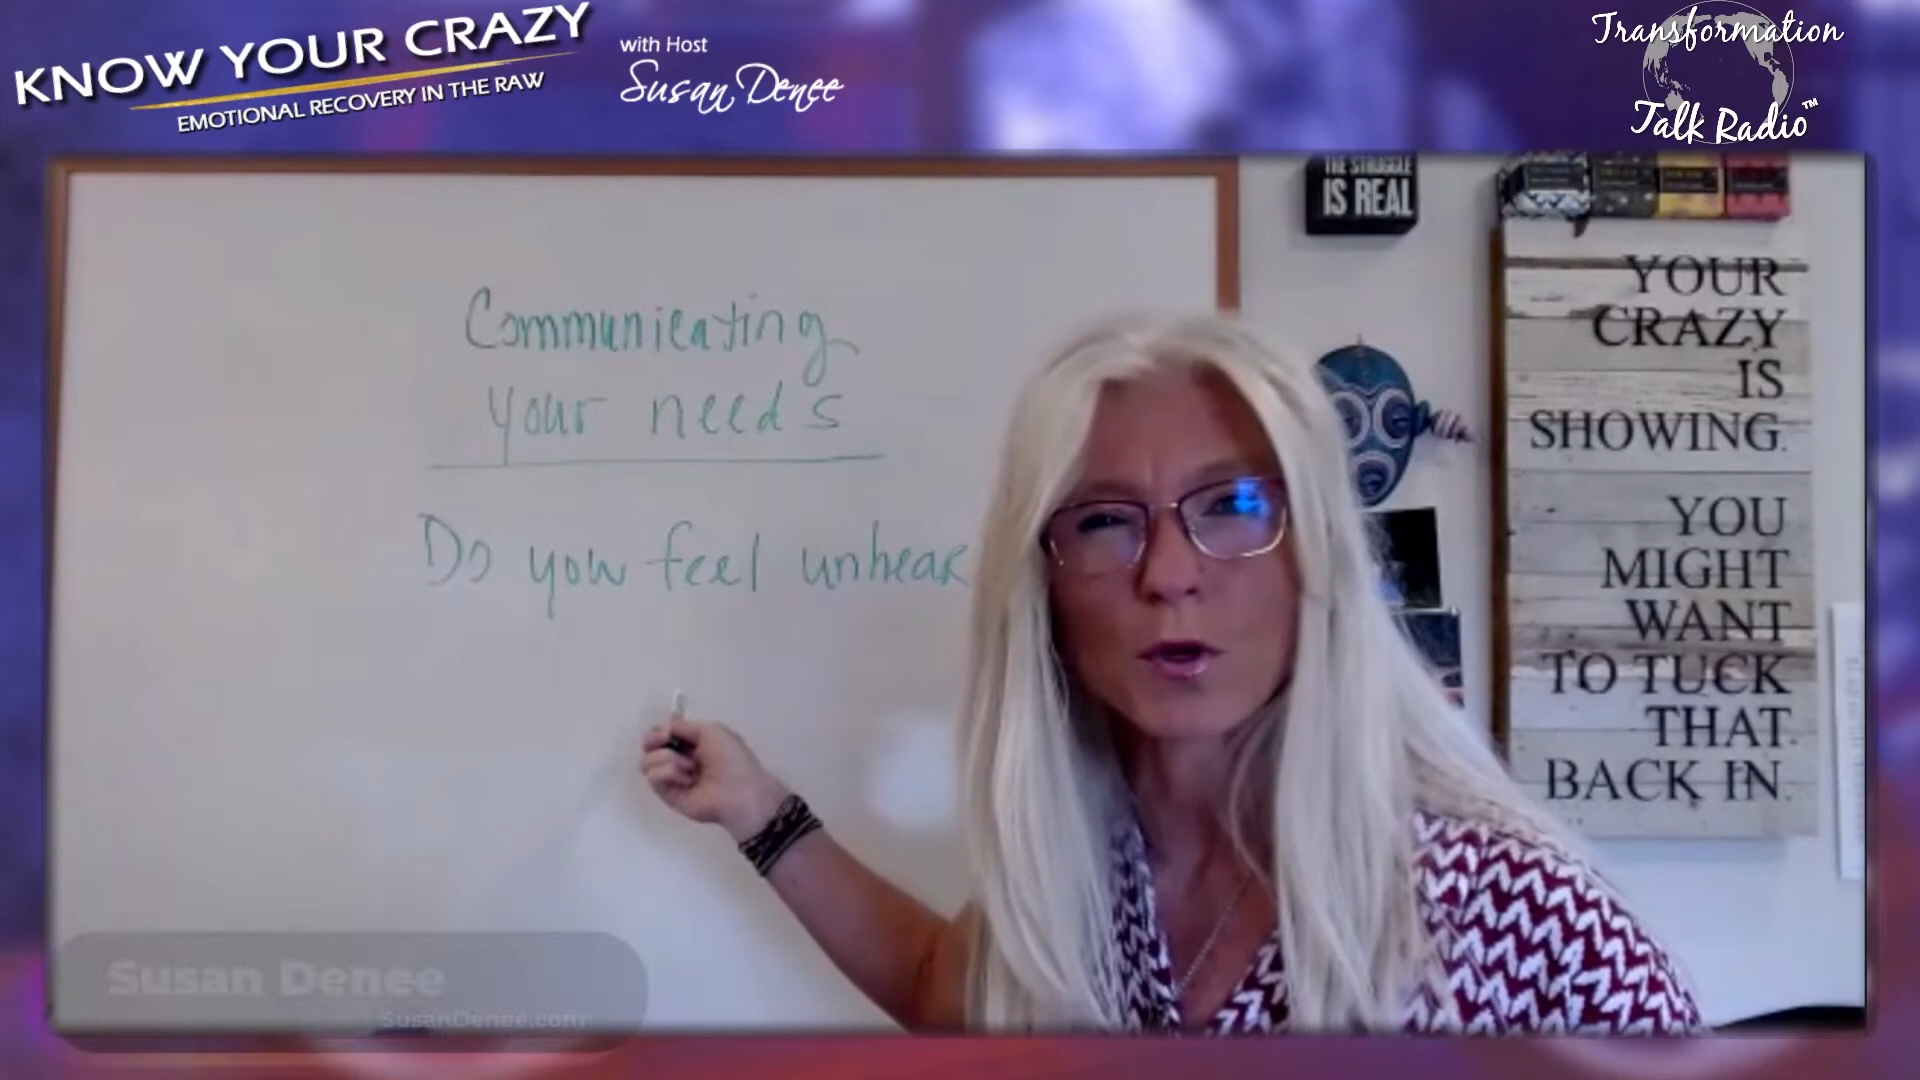 KNOW YOUR CRAZY
EMOTIONAL RECOVERY IN THE RAW
with Host
Susan Denee
Transformation
Talk Radio™
THE STRUGGLE
IS REAL
Communicating
your needs
Do you feel unhear
YOUR
CRAZY
IS
SHOWING.
YOU
MIGHT
WANT
TO TUCK
THAT
BACK IN.
Susan Denee
SusanDenee.com